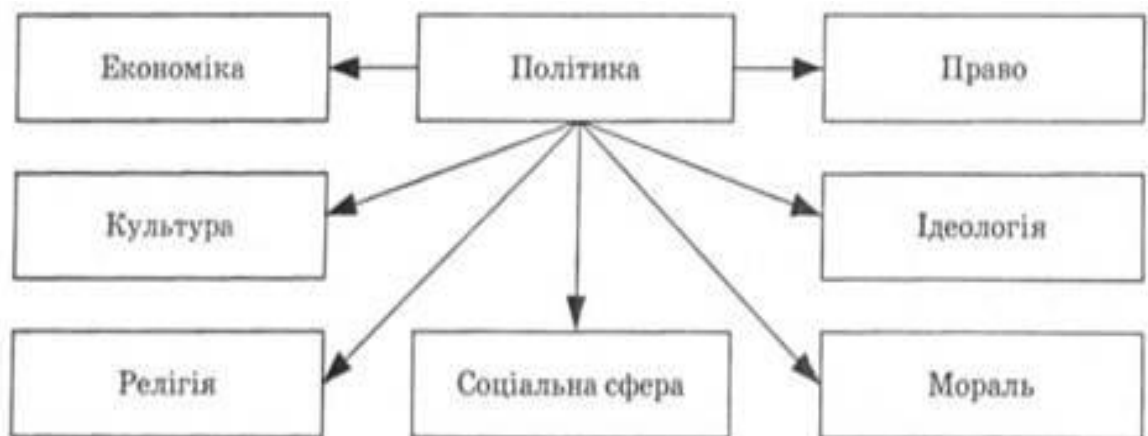 Економіка
Політика
Право
Культура
Ідеологія
Релігія
Соціальна сфера
Мораль